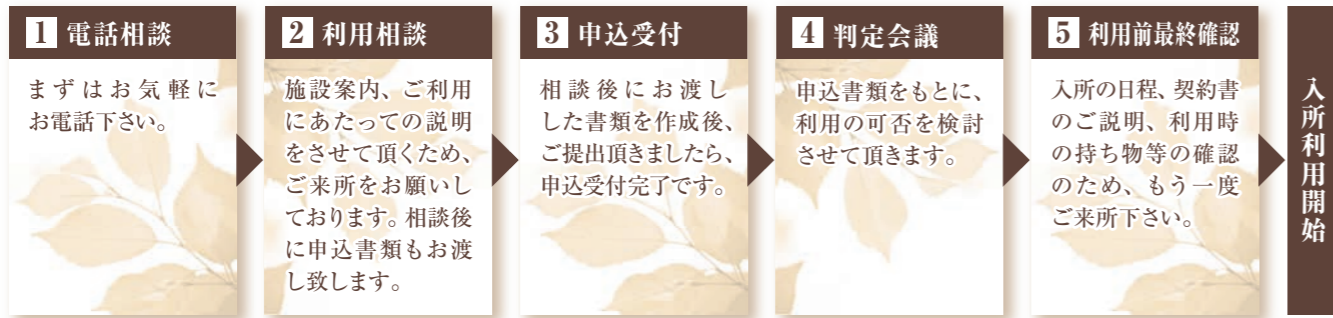 1 電話相談
まずはお気軽に
お電話下さい。
2 利用相談
施設案内、ご利用
にあたっての説明
をさせて頂くため、
ご来所をお願いし
ております。相談後
に申込書類もお渡
し致します。
3 申込受付
相談後にお渡し
した書類を作成後、
ご提出頂きましたら、
申込受付完了です。
4 判定会議
申込書類をもとに、
利用の可否を検討
させて頂きます。
5 利用前最終確認
入所の日程、契約書
のご説明、利用時
の持ち物等の確認
のため、もう一度
ご来所下さい。
入所利用開始